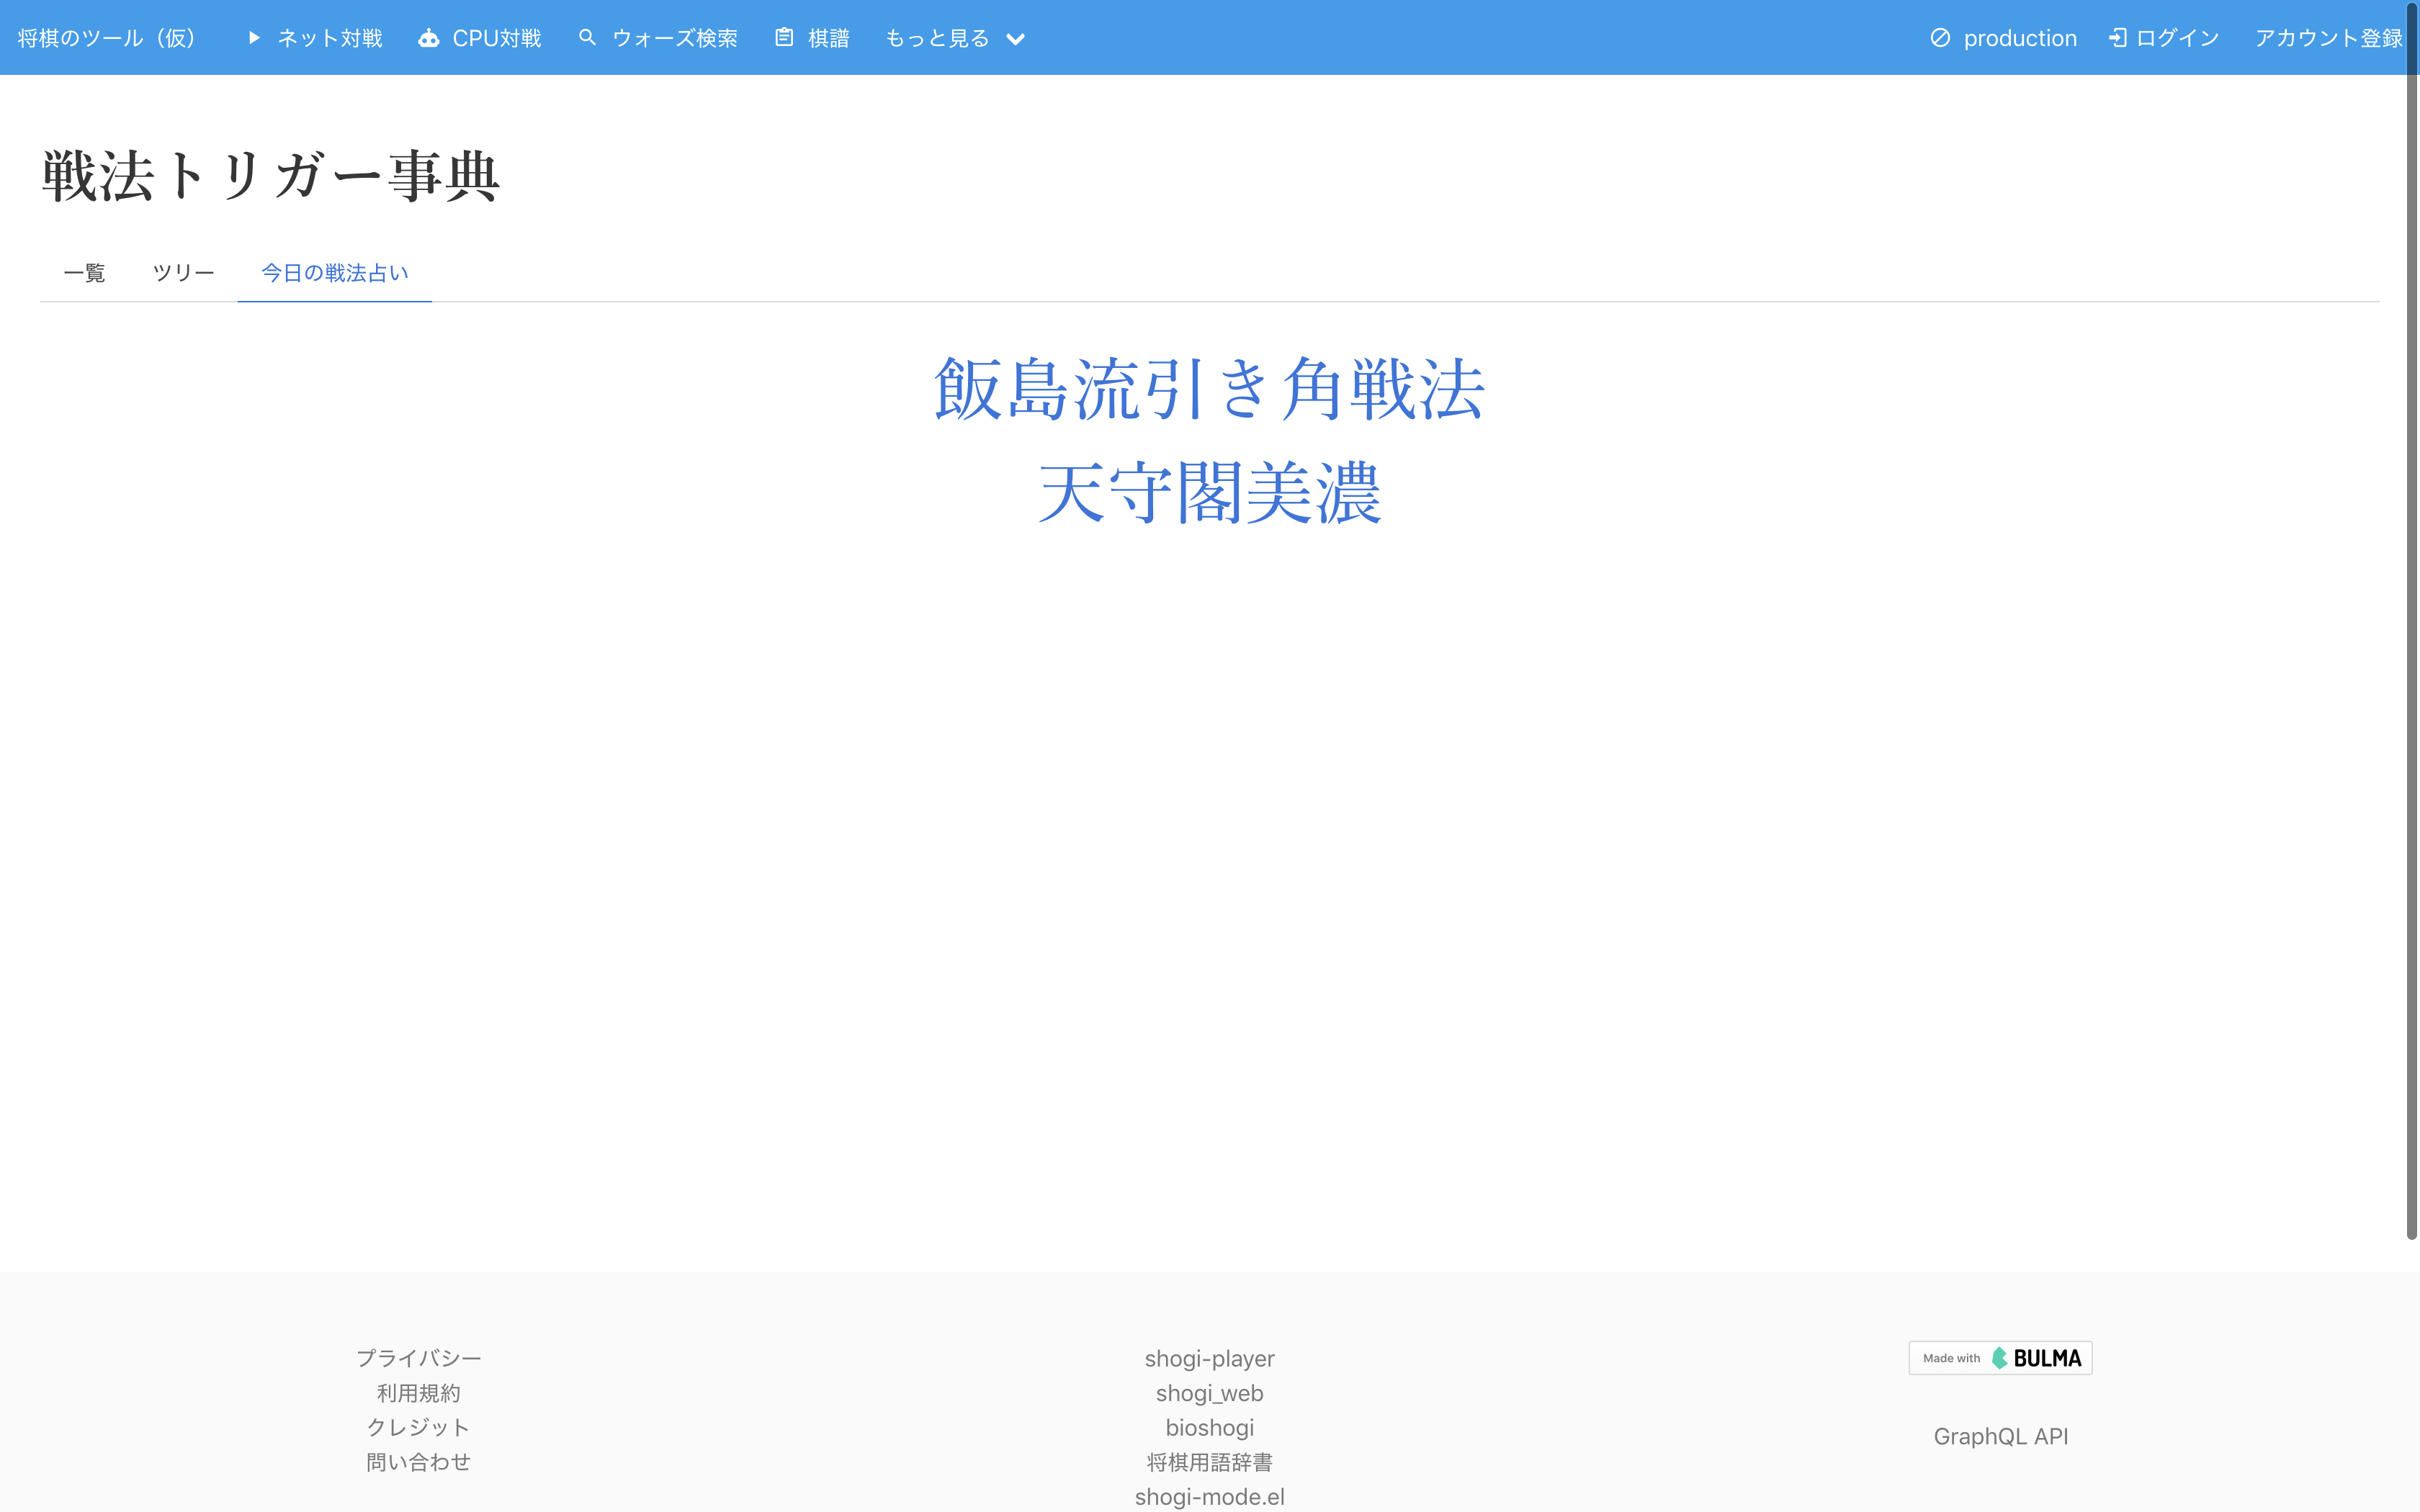 将棋のツール（仮） ネット対戦 CPU対戦 ウォーズ検索 棋譜 もっと見る production ログイン アカウント登録
戦法トリガー事典
一覧 ツリー 今日の戦法占い
飯島流引き角戦法
天守閣美濃
プライバシー
利用規約
クレジット
問い合わせ
shogi-player
shogi_web
bioshogi
将棋用語辞書
shogi-mode.el
Made with BULMA
GraphQL API